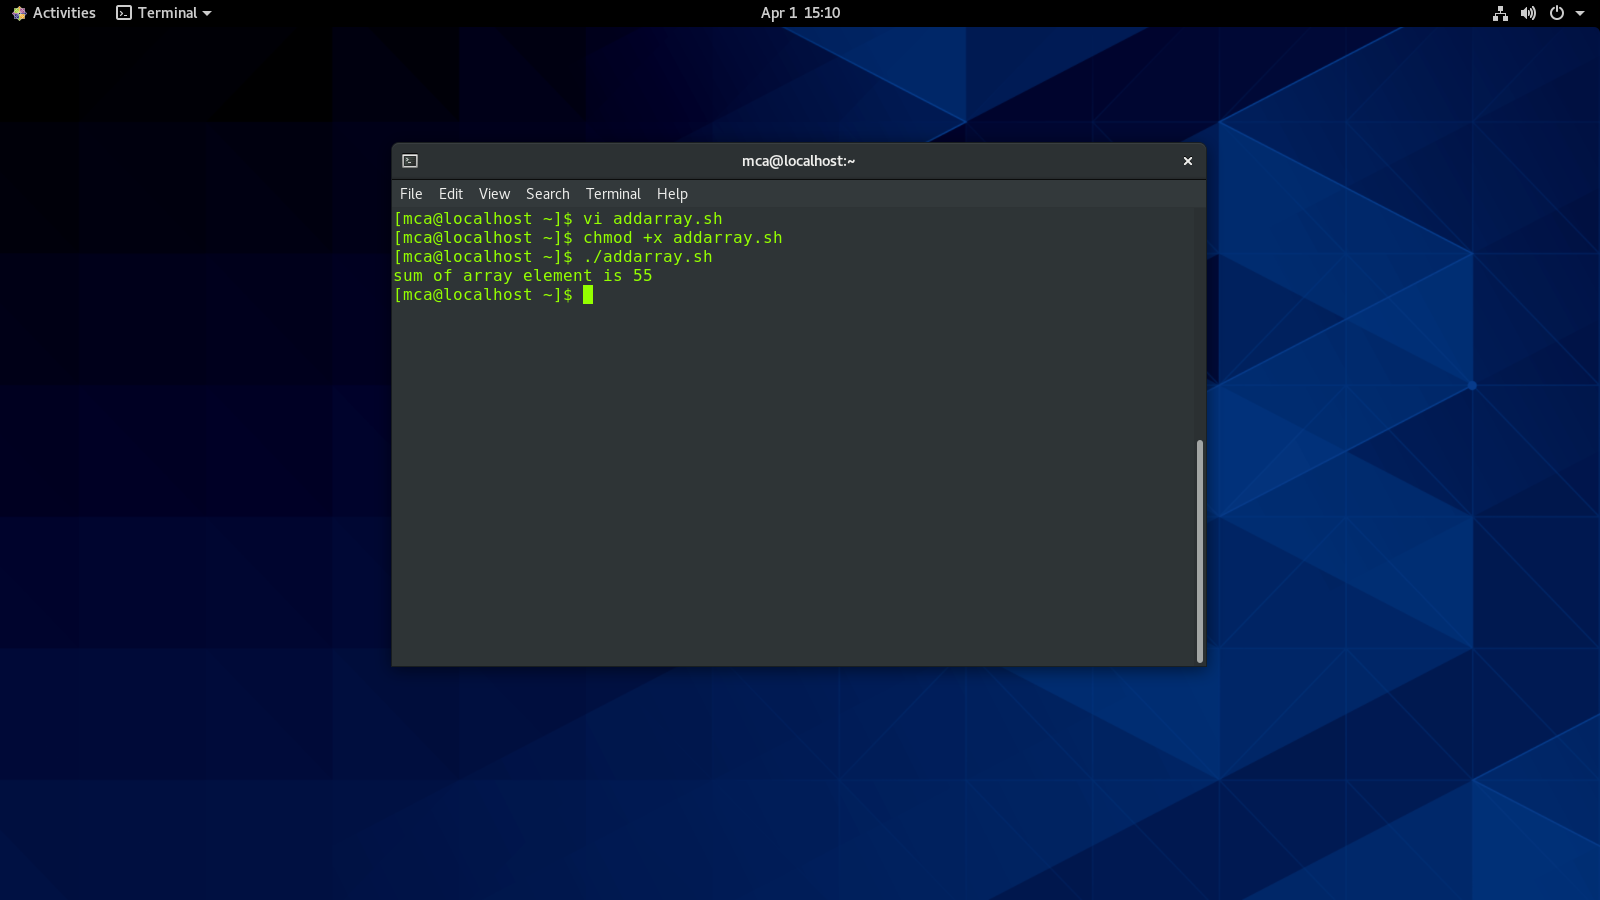 Activities Terminal Apr 1 15:10
mca@localhost:~
File Edit View Search Terminal Help
[mca@localhost ~]$ vi addarray.sh
[mca@localhost ~]$ chmod +x addarray.sh
[mca@localhost ~]$ ./addarray.sh
sum of array element is 55
[mca@localhost ~]$